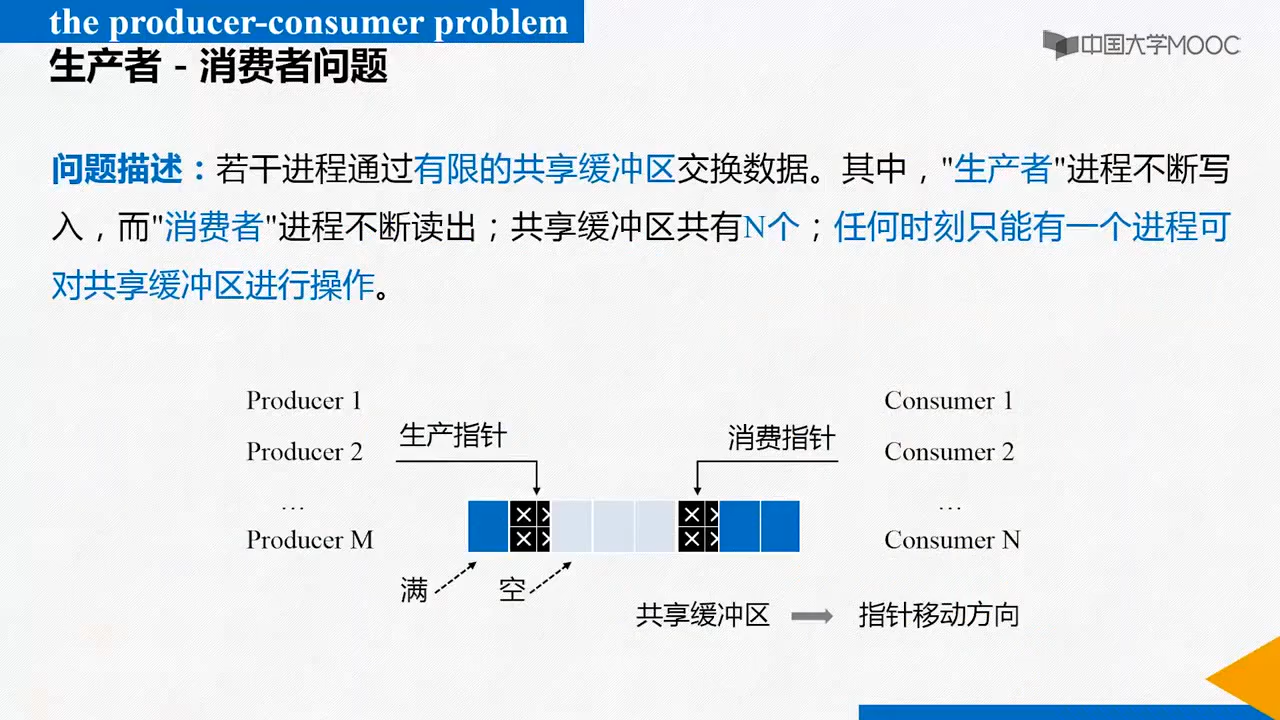 the producer-consumer problem
生产者 - 消费者问题
中国大学MOOC
问题描述：若干进程通过有限的共享缓冲区交换数据。其中，"生产者"进程不断写
入，而"消费者"进程不断读出；共享缓冲区共有N个；任何时刻只能有一个进程可
对共享缓冲区进行操作。
Producer 1
Producer 2
…
Producer M
生产指针
消费指针
Consumer 1
Consumer 2
…
Consumer N
满
空
共享缓冲区
指针移动方向